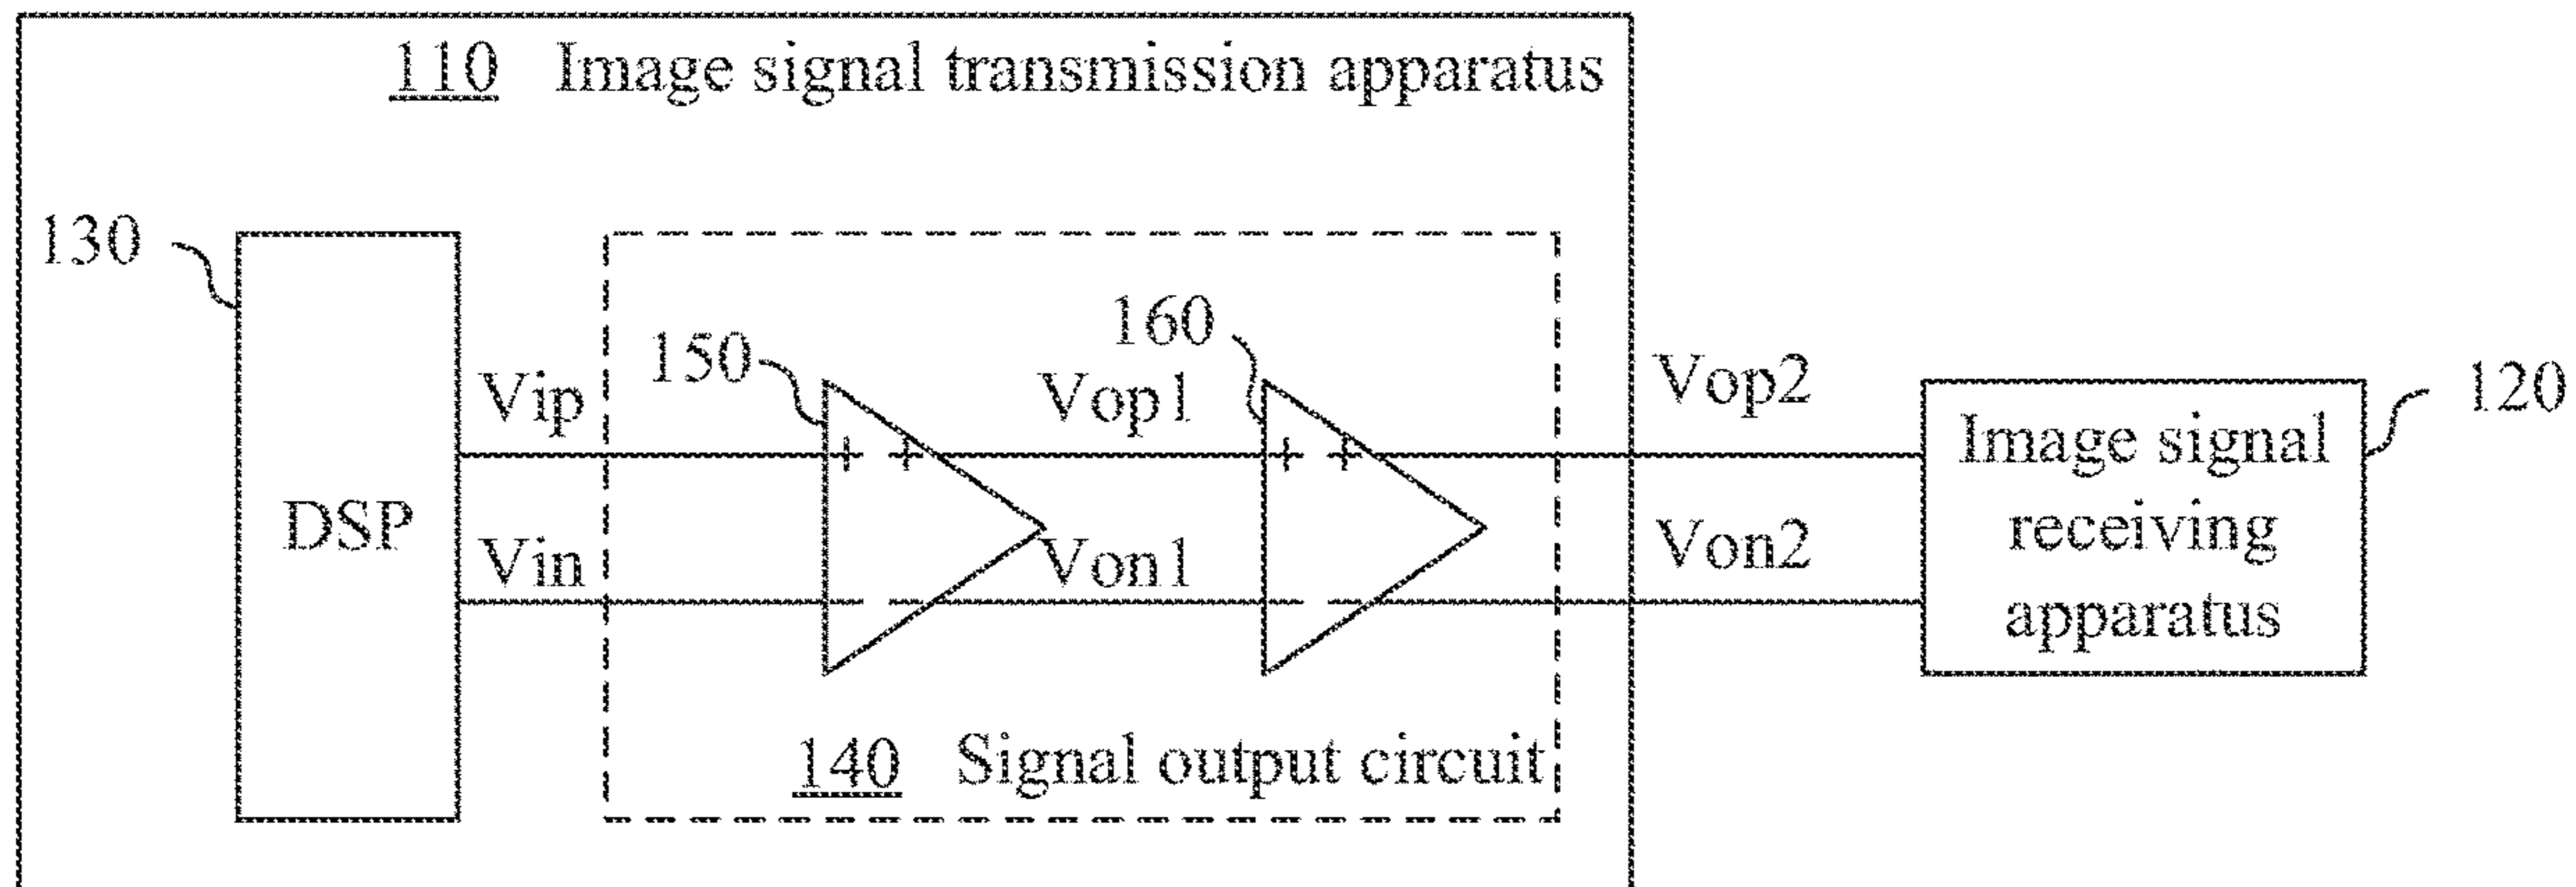 110 Image signal transmission apparatus
130
150
160
120
Vip
Vop1
Vop2
DSP
Vin
Von1
Von2
Image signal
receiving
apparatus
140 Signal output circuit